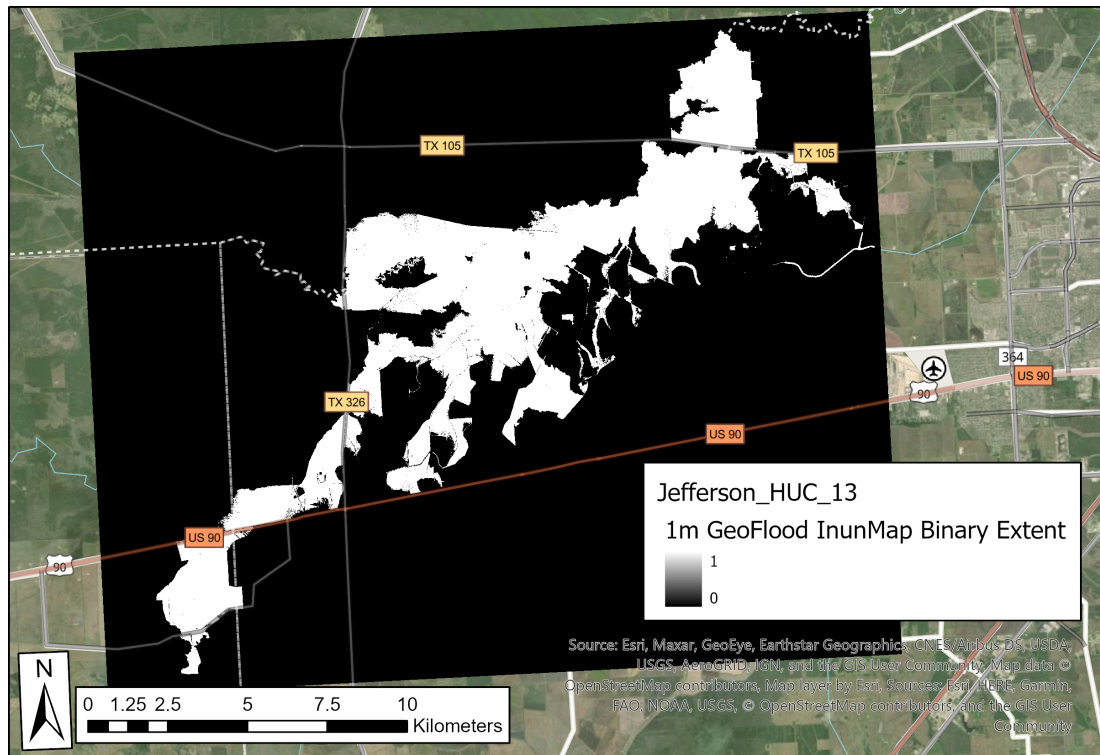 TX 105
TX 105
TX 326
364
US 90
90
US 90
US 90
90
Jefferson_HUC_13
1m GeoFlood InunMap Binary Extent
1
0
Source: Esri, Maxar, GeoEye, Earthstar Geographics, CNES/Airbus DS, USDA,
USGS, AeroGRID, IGN, and the GIS User Community, Map data ©
OpenStreetMap contributors, Map layer by Esri, Sources: Esri, HERE, Garmin,
FAO, NOAA, USGS, © OpenStreetMap contributors, and the GIS User
Community
N
0 1.25 2.5 5 7.5 10
Kilometers